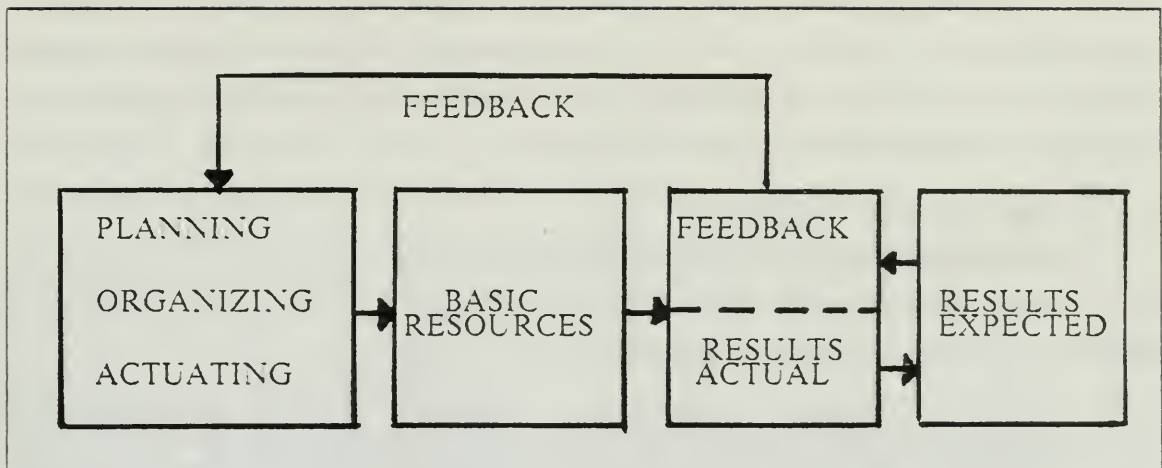 FEEDBACK
PLANNING
ORGANIZING
ACTUATING
BASIC
RESOURCES
FEEDBACK
RESULTS
ACTUAL
RESULTS
EXPECTED